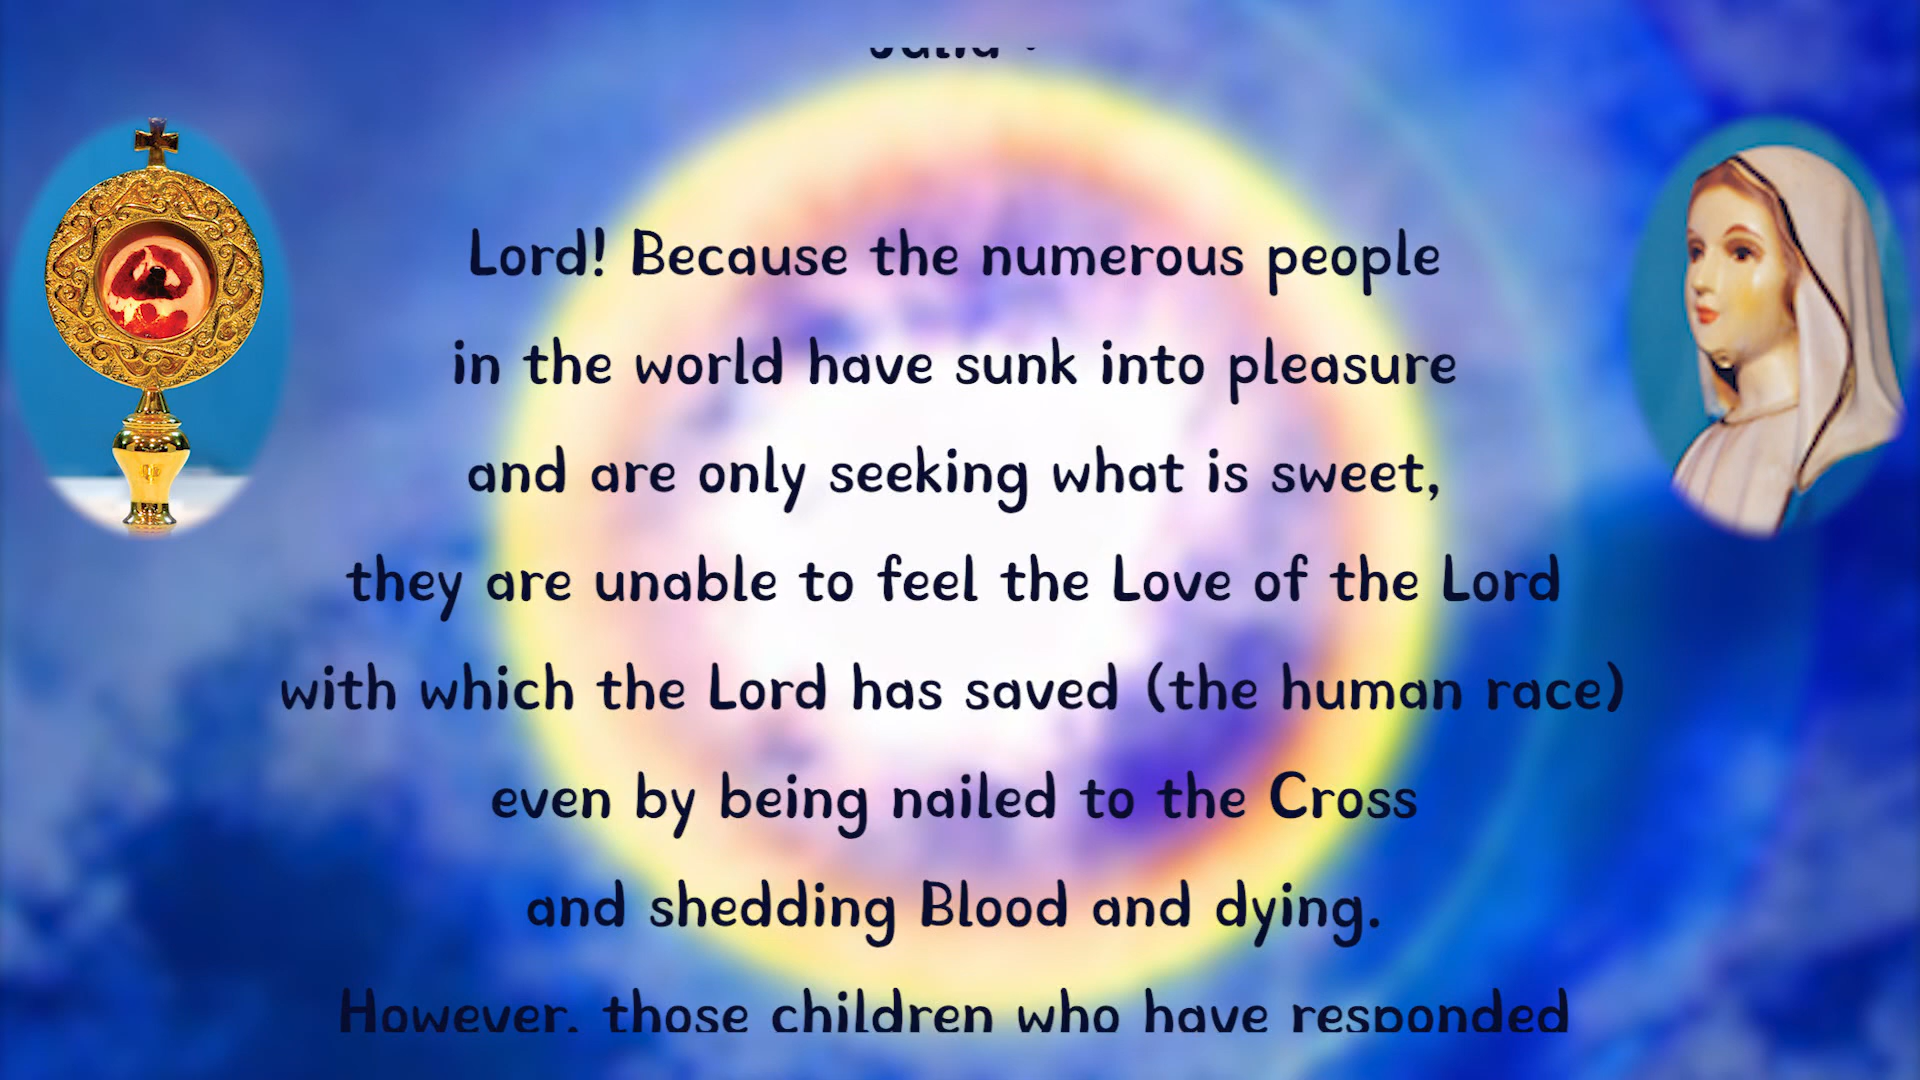 Julia :
Lord! Because the numerous people
in the world have sunk into pleasure
and are only seeking what is sweet,
they are unable to feel the Love of the Lord
with which the Lord has saved (the human race)
even by being nailed to the Cross
and shedding Blood and dying.
However, those children who have responded